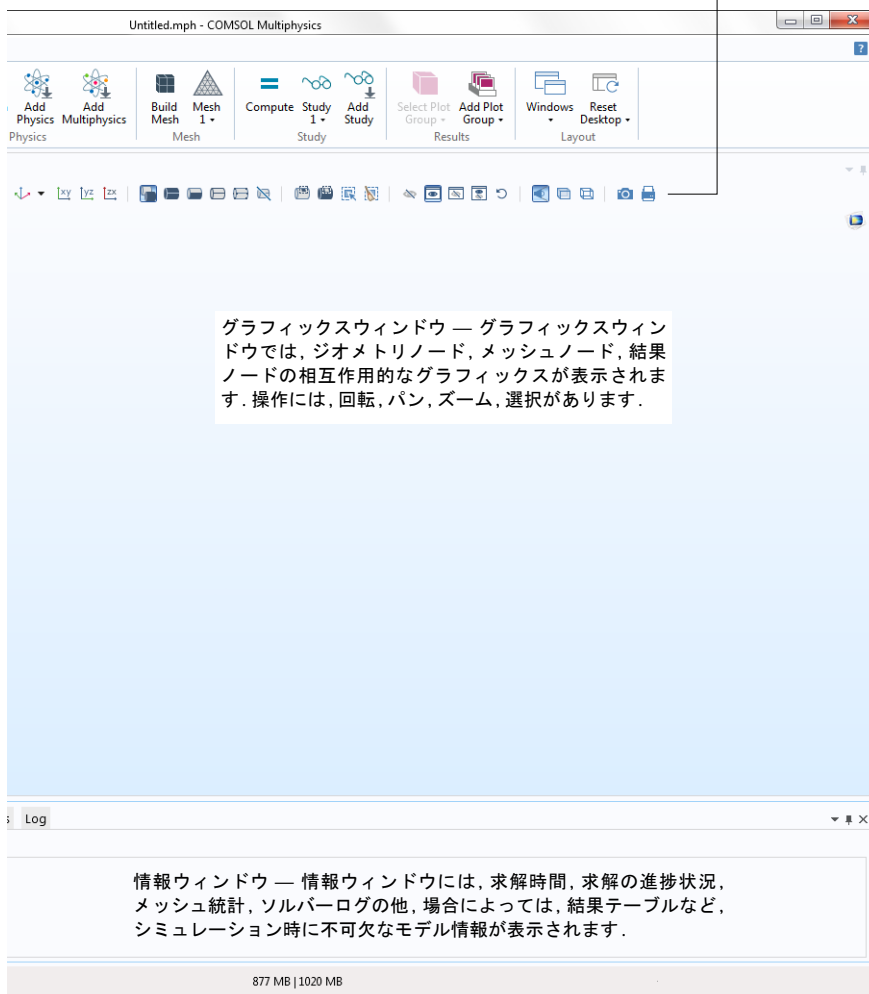 Untitled.mph - COMSOL Multiphysics
Add Physics
Add Multiphysics
Build Mesh
Mesh 1
Compute
Study 1
Add Study
Select Plot Group
Add Plot Group
Windows
Reset Desktop
Physics
Mesh
Study
Results
Layout
xy
yz
zx
グラフィックスウィンドウ — グラフィックスウィン
ドウでは, ジオメトリノード, メッシュノード, 結果
ノードの相互作用的なグラフィックスが表示されま
す. 操作には, 回転, パン, ズーム, 選択があります.
s Log
情報ウィンドウ — 情報ウィンドウには, 求解時間, 求解の進捗状況,
メッシュ統計, ソルバーログの他, 場合によっては, 結果テーブルなど,
シミュレーション時に不可欠なモデル情報が表示されます.
877 MB | 1020 MB